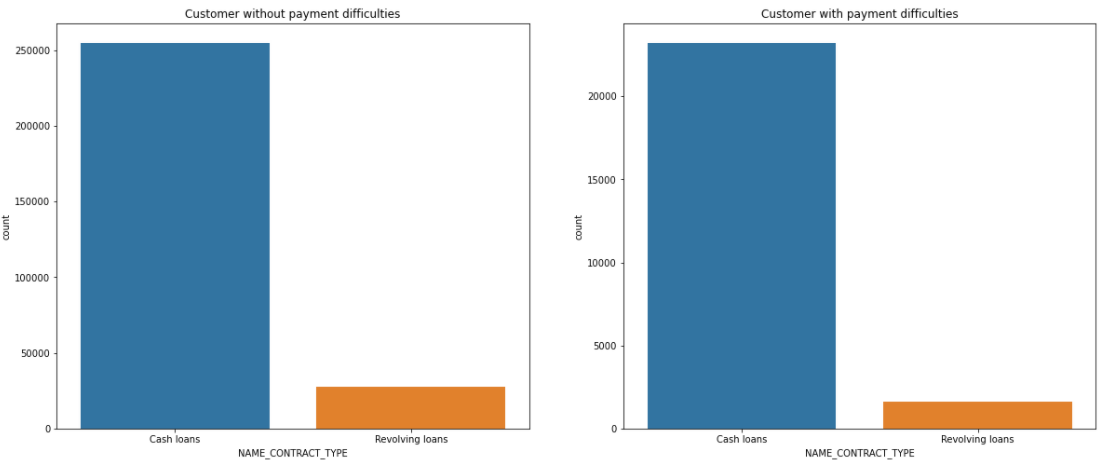 Customer without payment difficulties
250000
200000
150000
100000
50000
0
count
Cash loans
Revolving loans
NAME_CONTRACT_TYPE
Customer with payment difficulties
20000
15000
10000
5000
0
count
Cash loans
Revolving loans
NAME_CONTRACT_TYPE